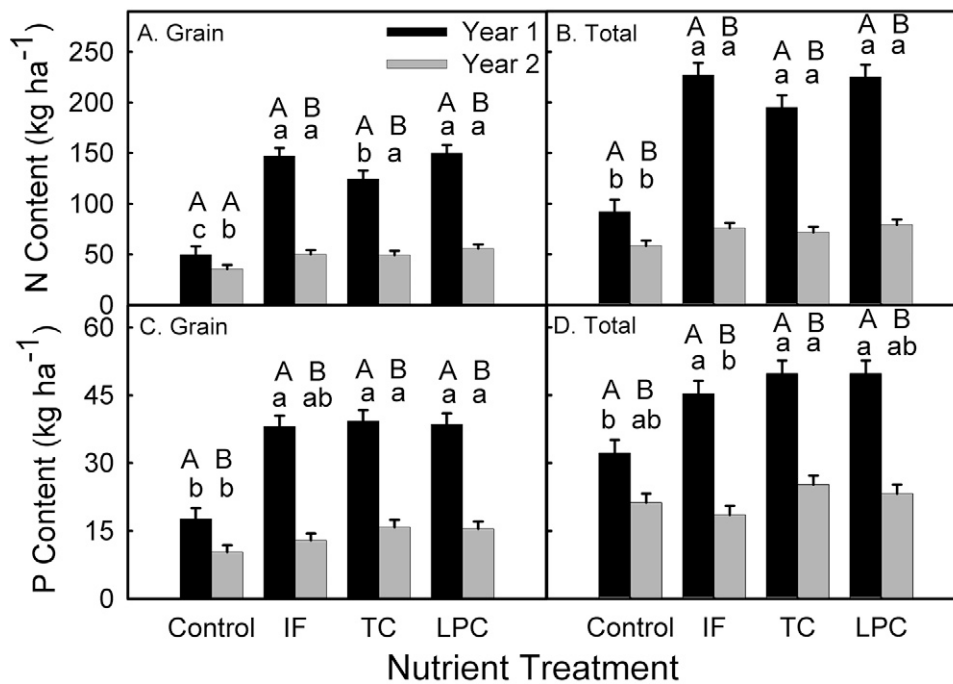 A. Grain
Year 1
Year 2
B. Total
N Content (kg ha⁻¹)
250
200
150
100
50
0
A A
c b
A B
a a
A B
b a
A B
a a
A B
b b
A B
a a
A B
a a
A B
a a
C. Grain
D. Total
P Content (kg ha⁻¹)
60
45
30
15
0
A B
b b
A B
a ab
A B
a a
A B
a a
A B
b ab
A B
a b
A B
a a
A B
a ab
Control IF TC LPC Control IF TC LPC
Nutrient Treatment